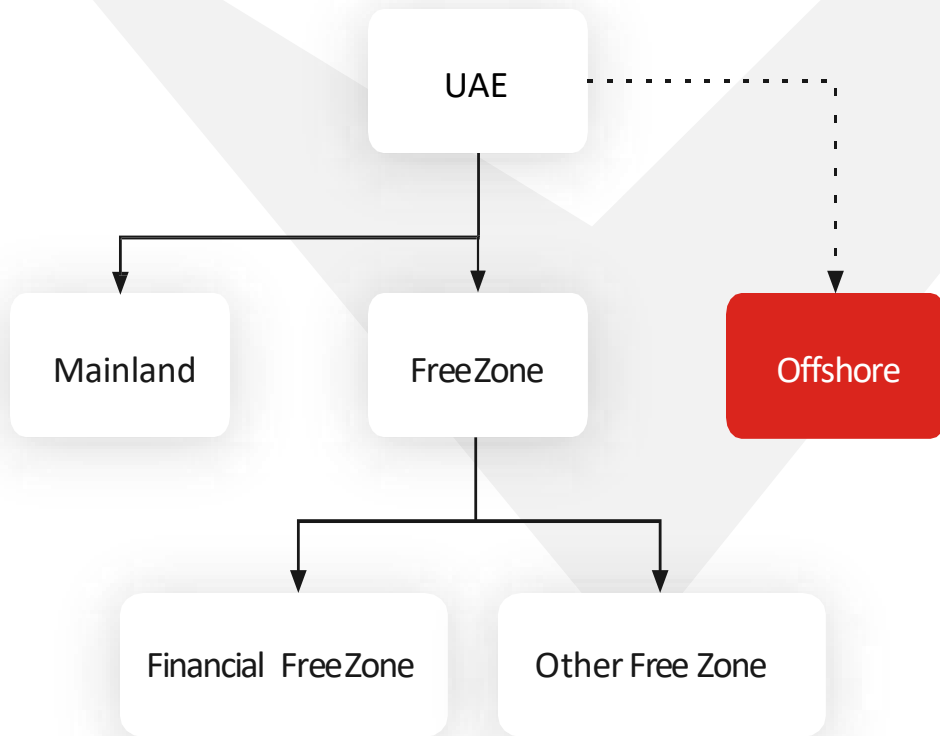 UAE
Mainland
FreeZone
Offshore
Financial FreeZone
Other Free Zone